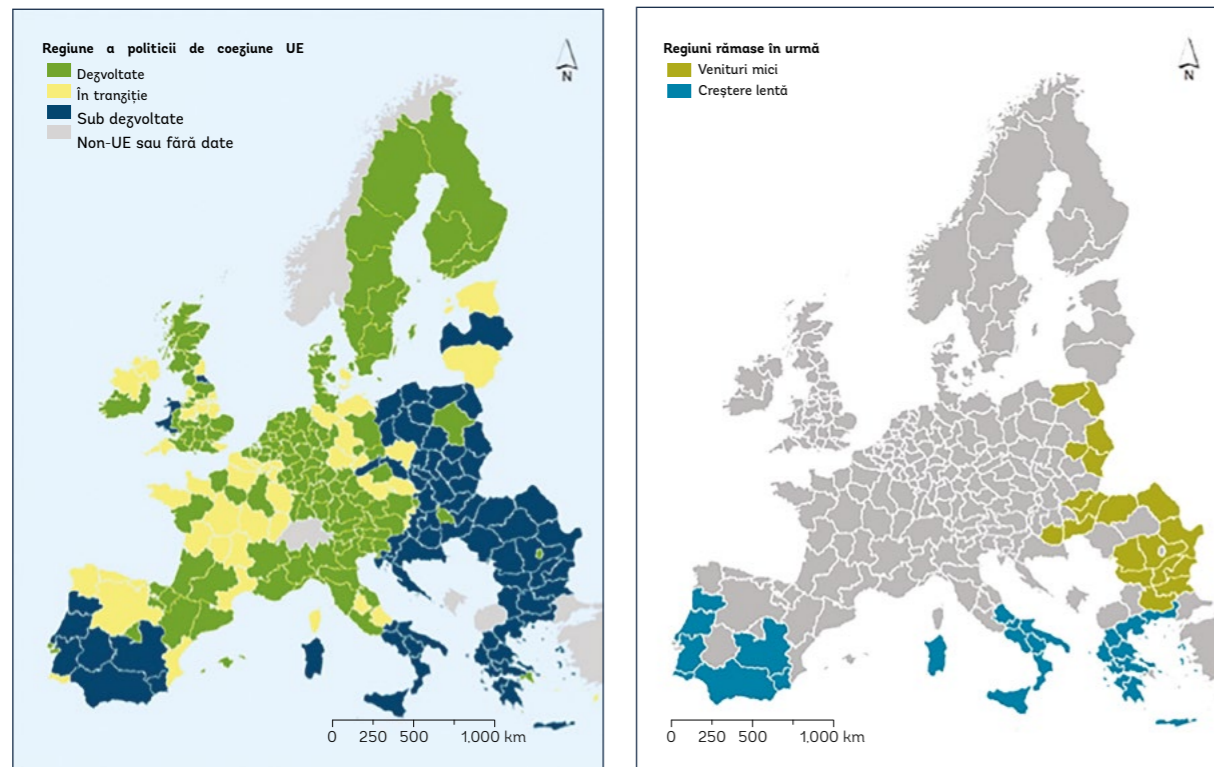 Regiune a politicii de coeziune UE
Dezvoltate
În tranziție
Sub dezvoltate
Non-UE sau fără date
N
0 250 500 1,000 km
Regiuni rămase în urmă
Venituri mici
Creștere lentă
N
0 250 500 1,000 km